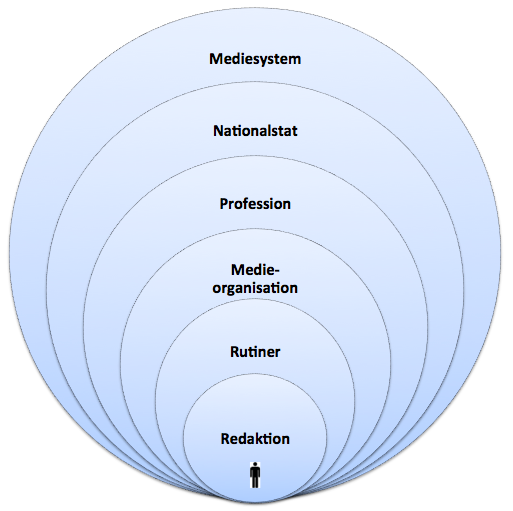 Mediesystem
Nationalstat
Profession
Medie-
organisation
Rutiner
Redaktion